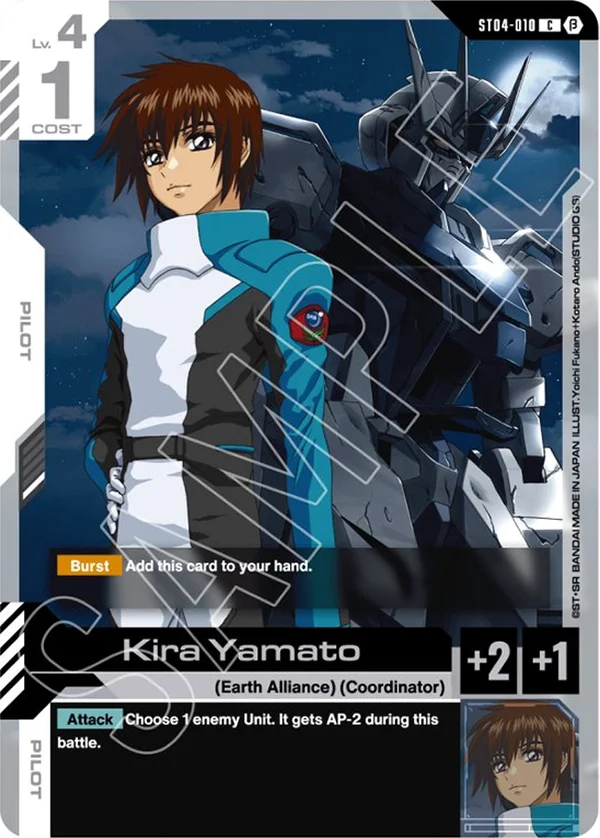 ST04-010 C β
Lv. 4
1
COST
PILOT
©ST・SR BANDAI MADE IN JAPAN ILLUST.Yoichi Fukano+Kotaro Ando(STUDIO G.S)
SAMPLE
Burst Add this card to your hand.
Kira Yamato
+2 +1
(Earth Alliance) (Coordinator)
Attack Choose 1 enemy Unit. It gets AP-2 during this
battle.
PILOT